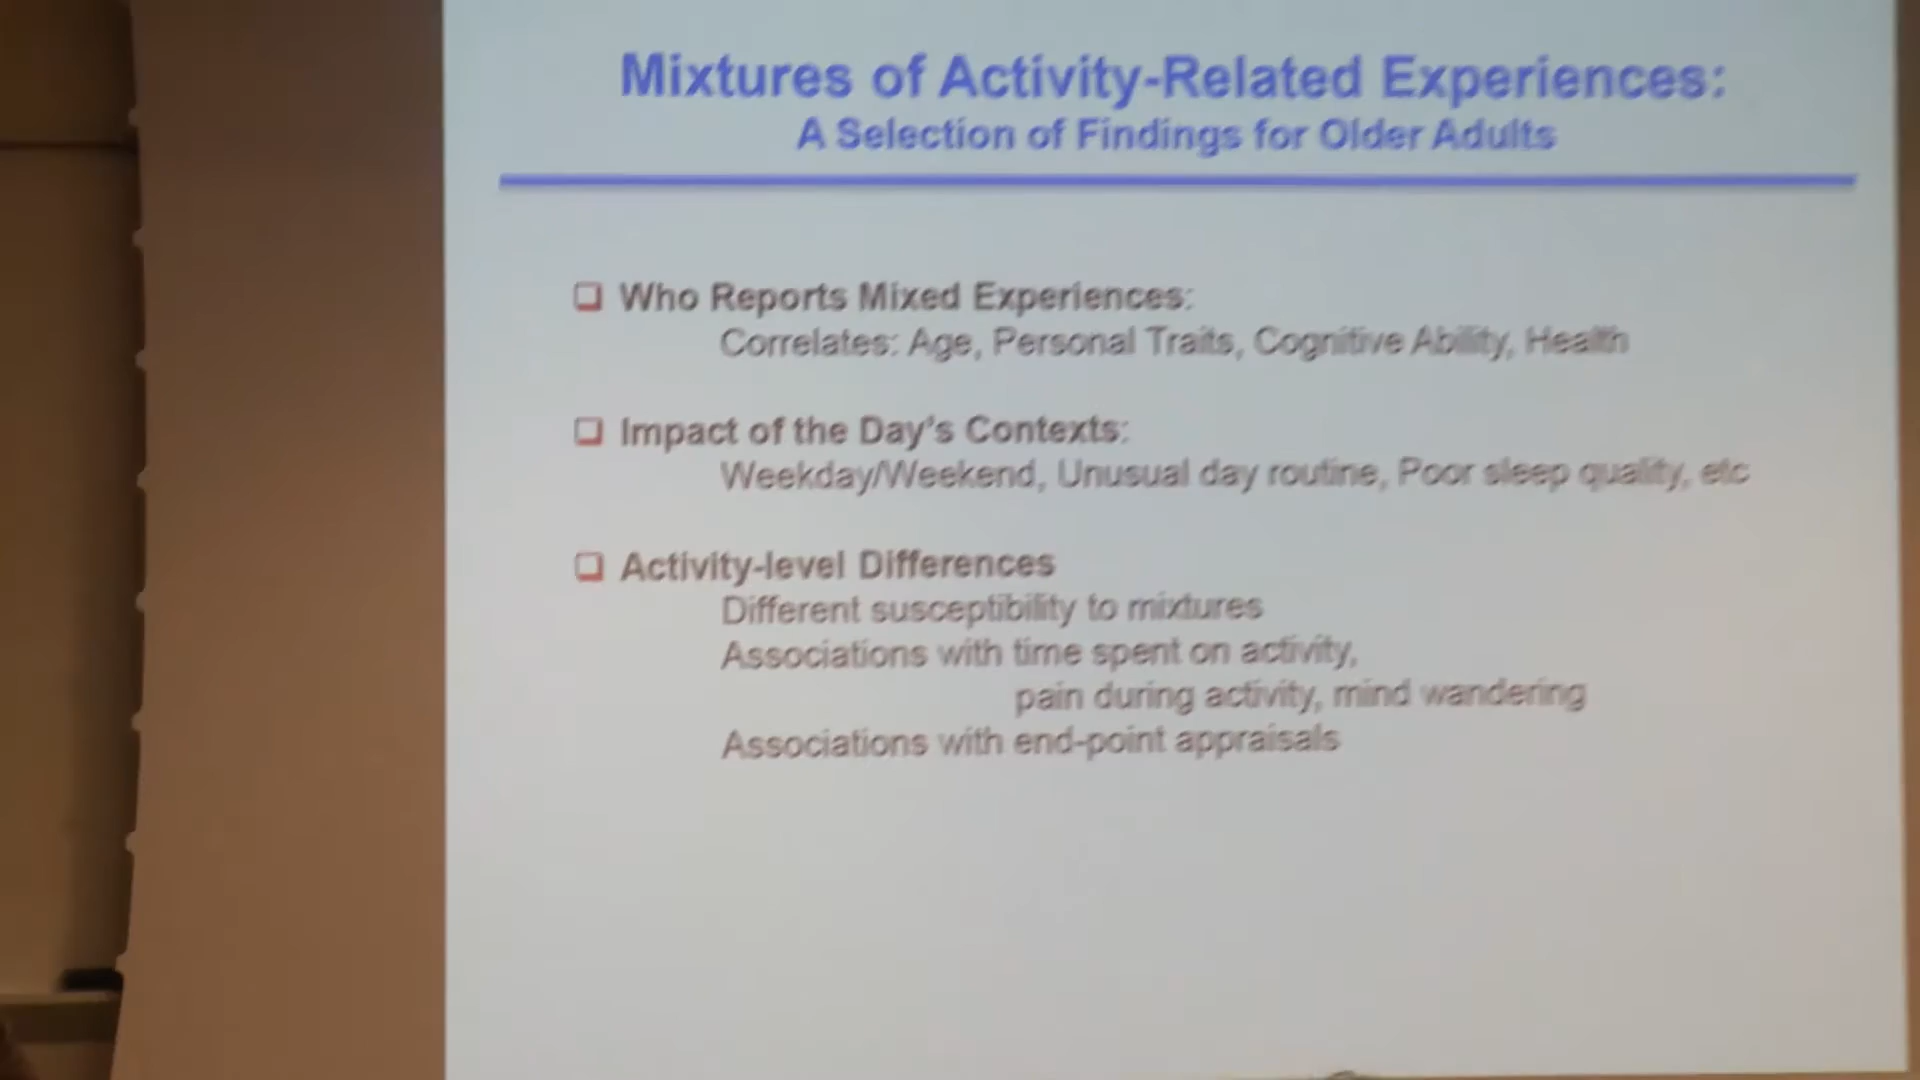 Mixtures of Activity-Related Experiences:
A Selection of Findings for Older Adults
Who Reports Mixed Experiences:
Correlates: Age, Personal Traits, Cognitive Ability, Health
Impact of the Day's Contexts:
Weekday/Weekend, Unusual day routine, Poor sleep quality, etc
Activity-level Differences
Different susceptibility to mixtures
Associations with time spent on activity,
pain during activity, mind wandering
Associations with end-point appraisals